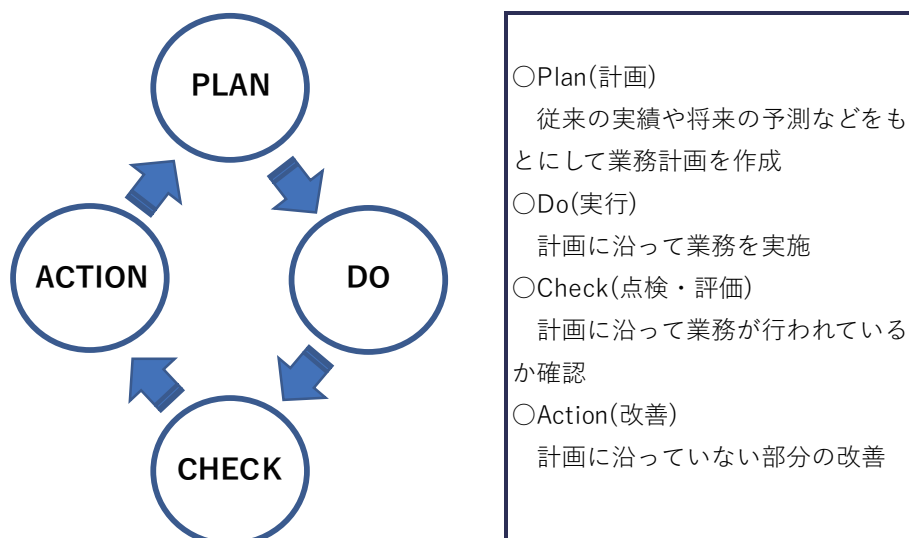 PLAN
ACTION
DO
CHECK
○Plan(計画)
　従来の実績や将来の予測などをも
とにして業務計画を作成
○Do(実行)
　計画に沿って業務を実施
○Check(点検・評価)
　計画に沿って業務が行われている
か確認
○Action(改善)
　計画に沿っていない部分の改善